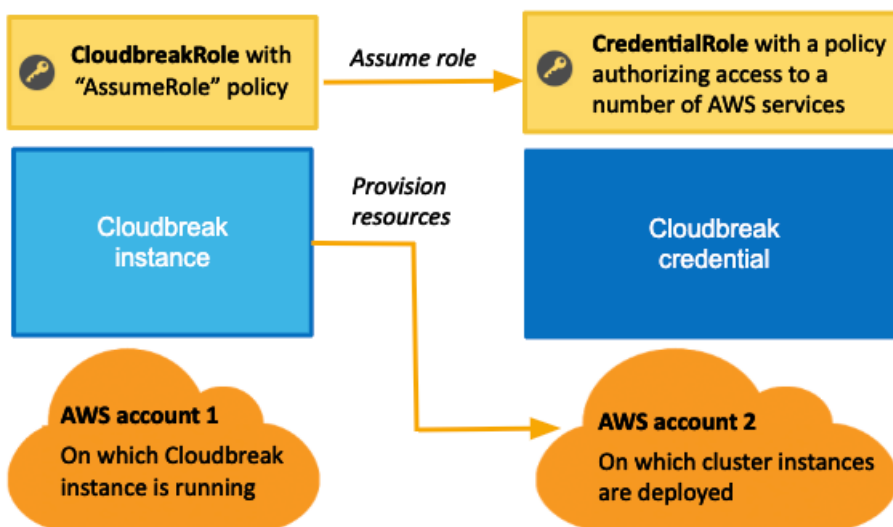 CloudbreakRole with
"AssumeRole" policy
Assume role
CredentialRole with a policy
authorizing access to a
number of AWS services
Cloudbreak
instance
Provision
resources
Cloudbreak
credential
AWS account 1
On which Cloudbreak
instance is running
AWS account 2
On which cluster instances
are deployed